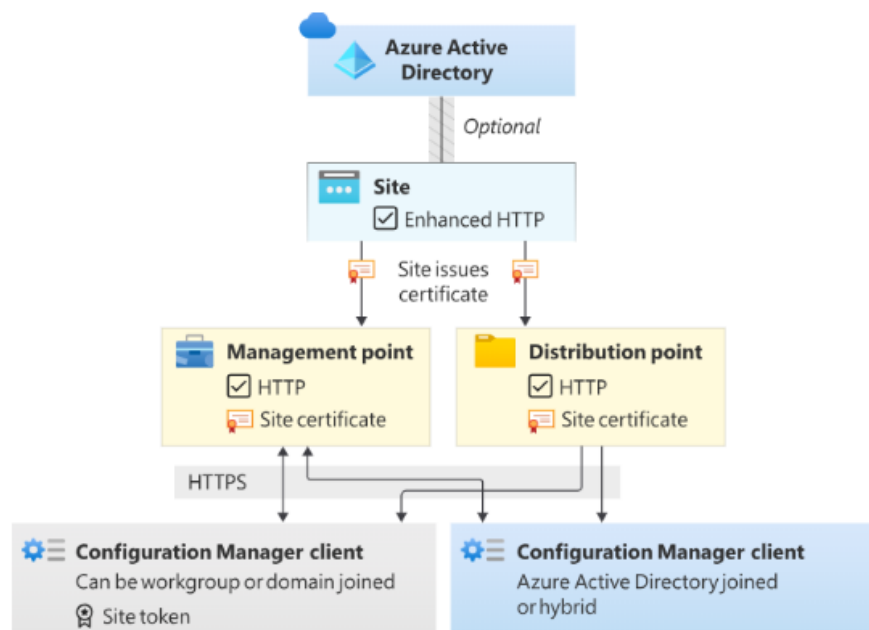 Azure Active
Directory
Optional
Site
Enhanced HTTP
Site issues
certificate
Management point
HTTP
Site certificate
Distribution point
HTTP
Site certificate
HTTPS
Configuration Manager client
Can be workgroup or domain joined
Site token
Configuration Manager client
Azure Active Directory joined
or hybrid